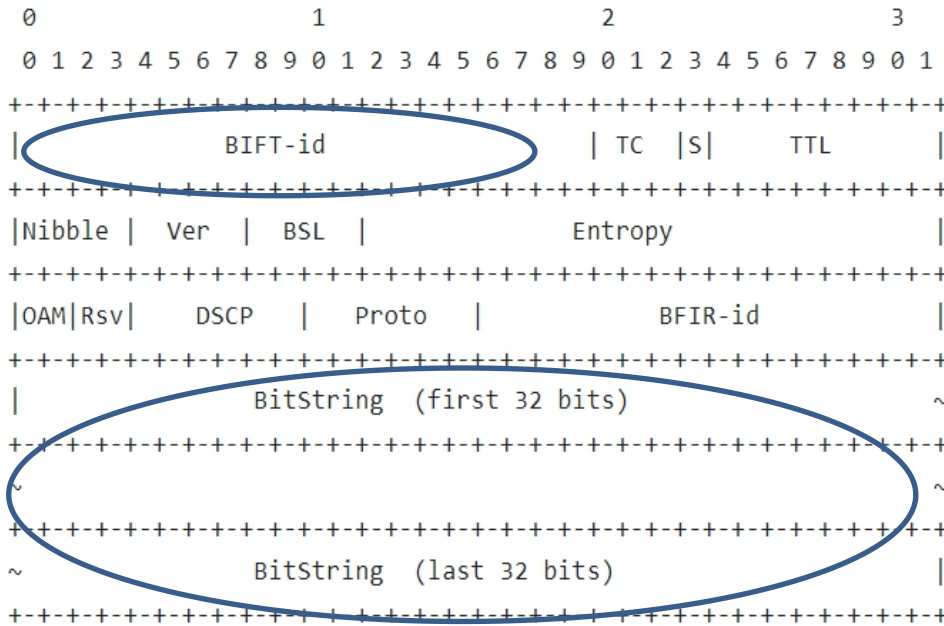 0                   1                   2                   3
0 1 2 3 4 5 6 7 8 9 0 1 2 3 4 5 6 7 8 9 0 1 2 3 4 5 6 7 8 9 0 1
+-+-+-+-+-+-+-+-+-+-+-+-+-+-+-+-+-+-+-+-+-+-+-+-+-+-+-+-+-+-+-+-+
|              BIFT-id                  | TC  |S|     TTL       |
+-+-+-+-+-+-+-+-+-+-+-+-+-+-+-+-+-+-+-+-+-+-+-+-+-+-+-+-+-+-+-+-+
|Nibble |  Ver  |  BSL  |              Entropy                  |
+-+-+-+-+-+-+-+-+-+-+-+-+-+-+-+-+-+-+-+-+-+-+-+-+-+-+-+-+-+-+-+-+
|OAM|Rsv|    DSCP   |   Proto   |            BFIR-id            |
+-+-+-+-+-+-+-+-+-+-+-+-+-+-+-+-+-+-+-+-+-+-+-+-+-+-+-+-+-+-+-+-+
|                BitString  (first 32 bits)                     ~
+-+-+-+-+-+-+-+-+-+-+-+-+-+-+-+-+-+-+-+-+-+-+-+-+-+-+-+-+-+-+-+-+
~                                                               ~
+-+-+-+-+-+-+-+-+-+-+-+-+-+-+-+-+-+-+-+-+-+-+-+-+-+-+-+-+-+-+-+-+
~                BitString  (last 32 bits)                      |
+-+-+-+-+-+-+-+-+-+-+-+-+-+-+-+-+-+-+-+-+-+-+-+-+-+-+-+-+-+-+-+-+